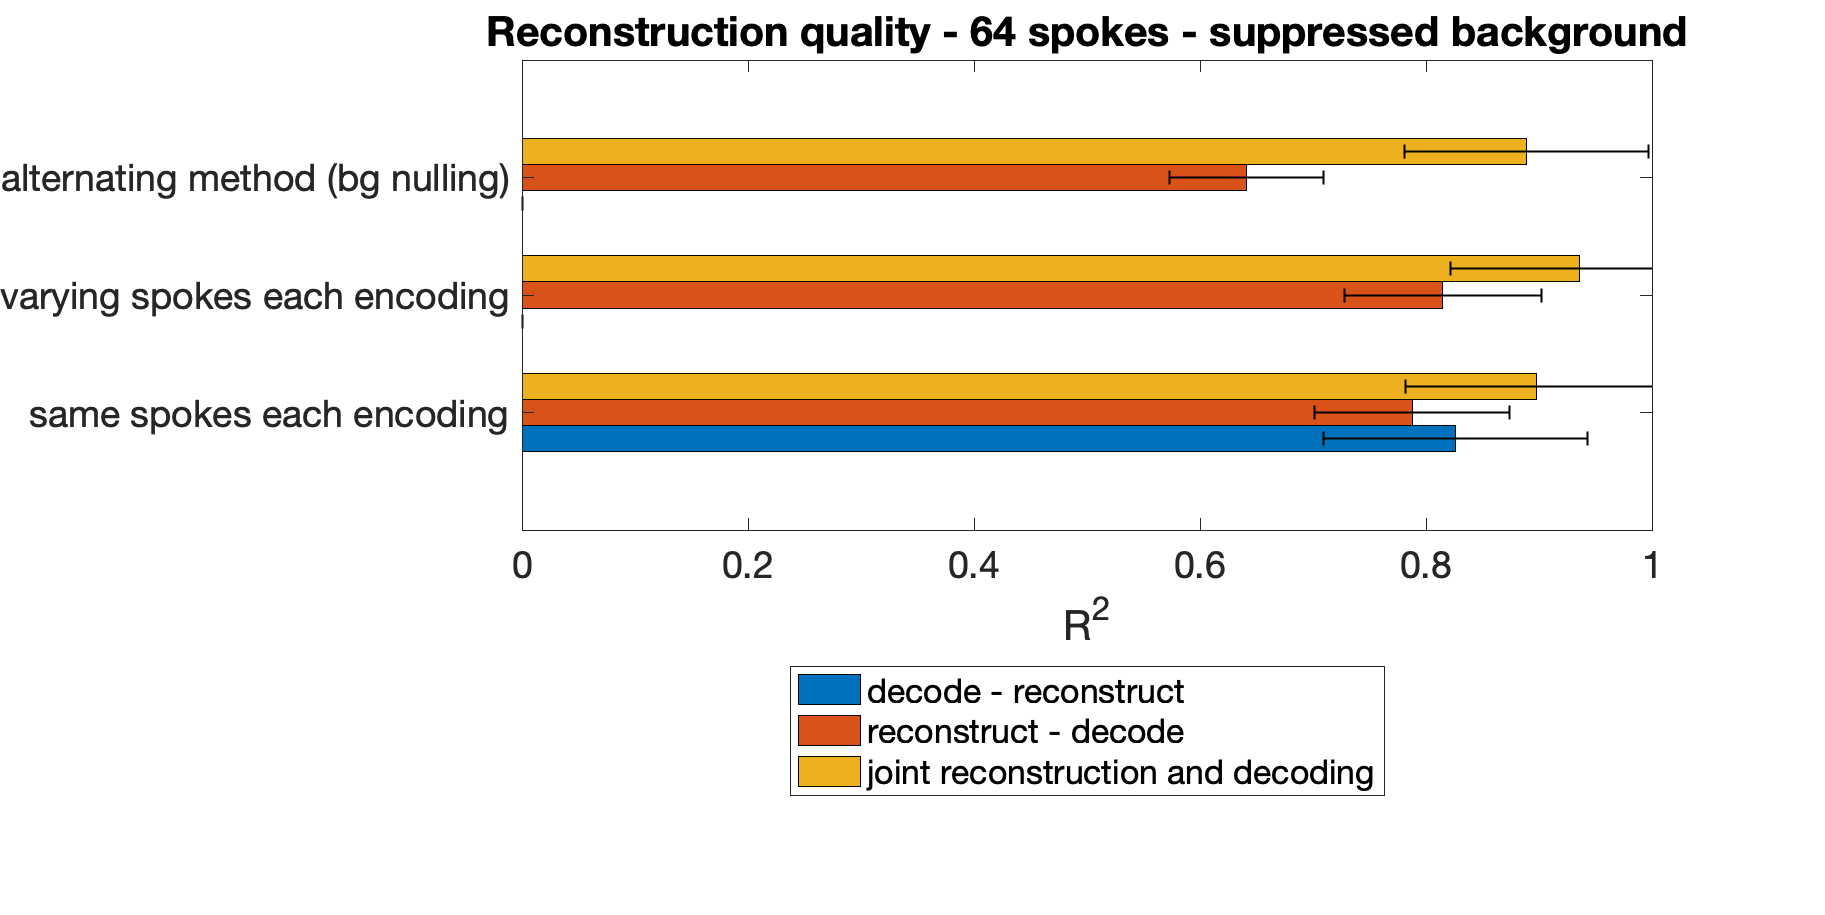 Reconstruction quality - 64 spokes - suppressed background
alternating method (bg nulling)
varying spokes each encoding
same spokes each encoding
0 0.2 0.4 0.6 0.8 1
R²
decode - reconstruct
reconstruct - decode
joint reconstruction and decoding